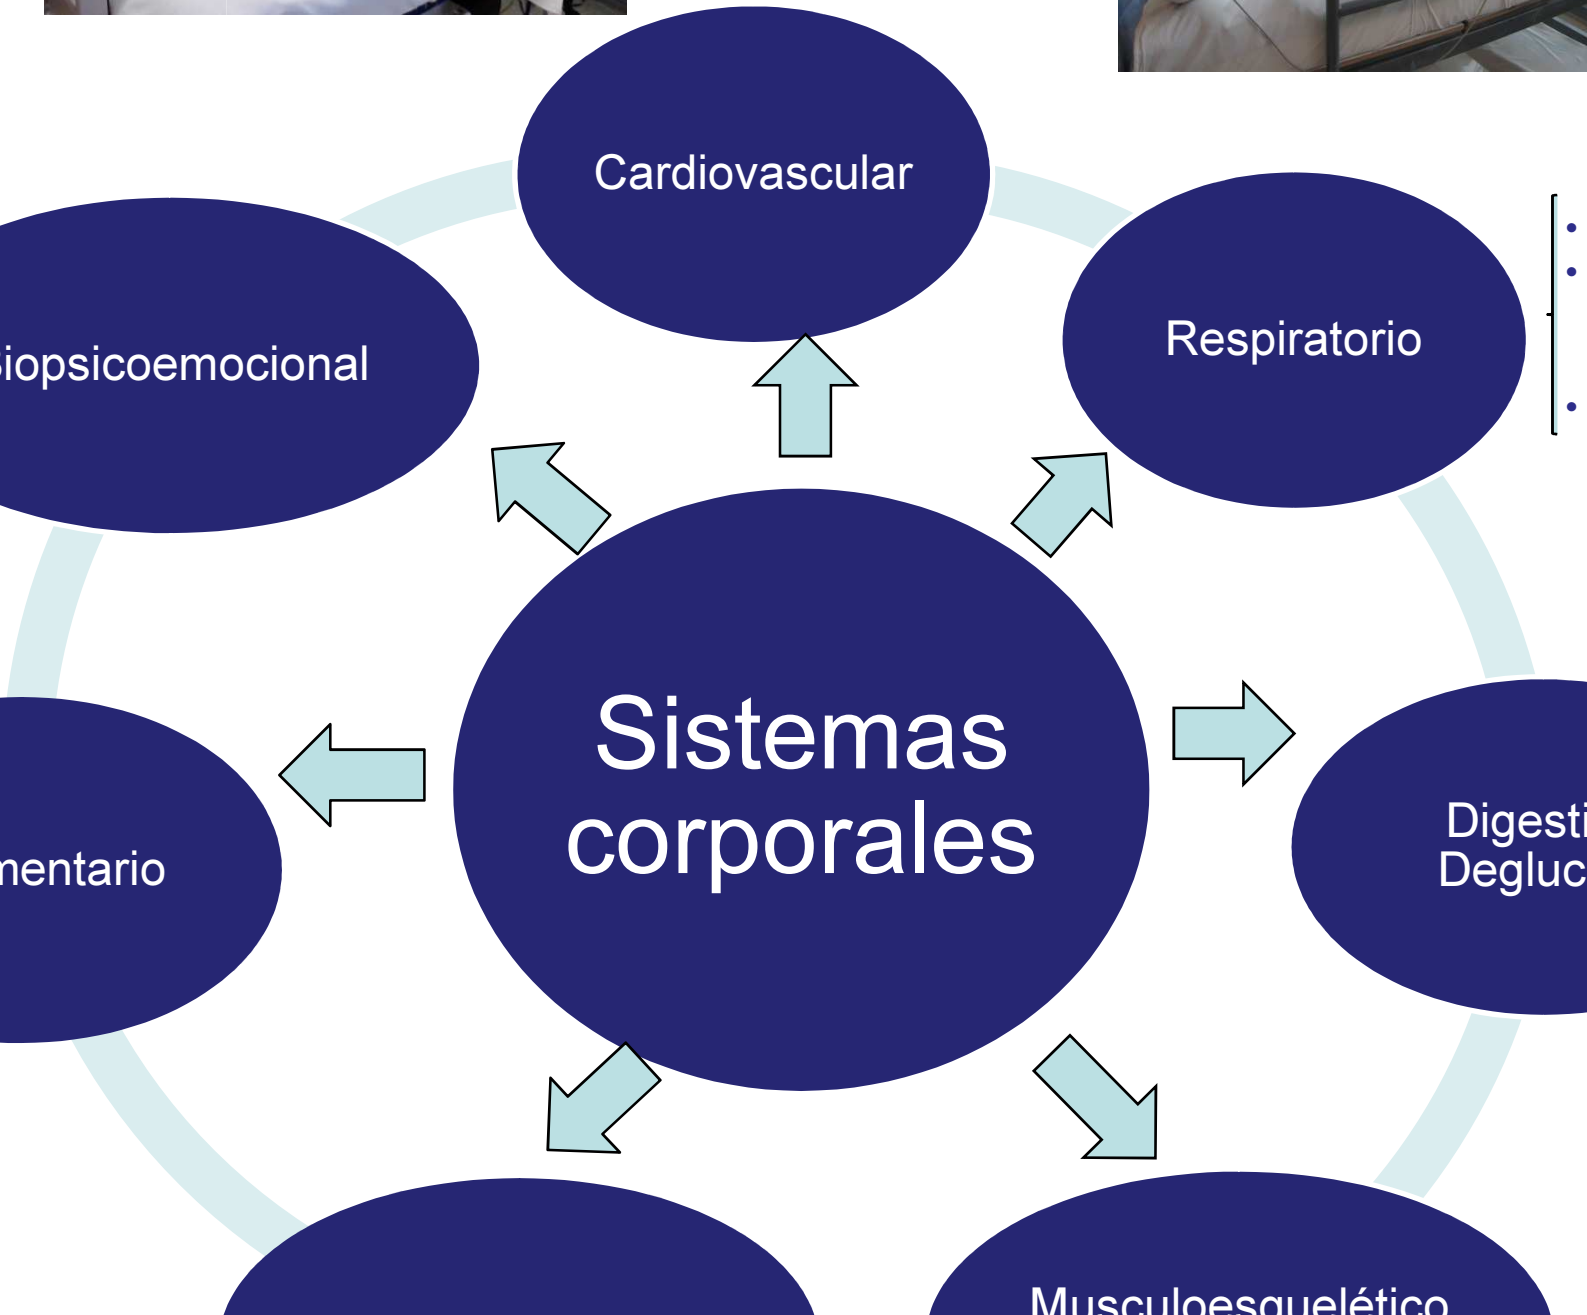 Cardiovascular
Respiratorio
iopsicoemocional
Sistemas
corporales
Digesti
Degluc
mentario
Musculoesquelético